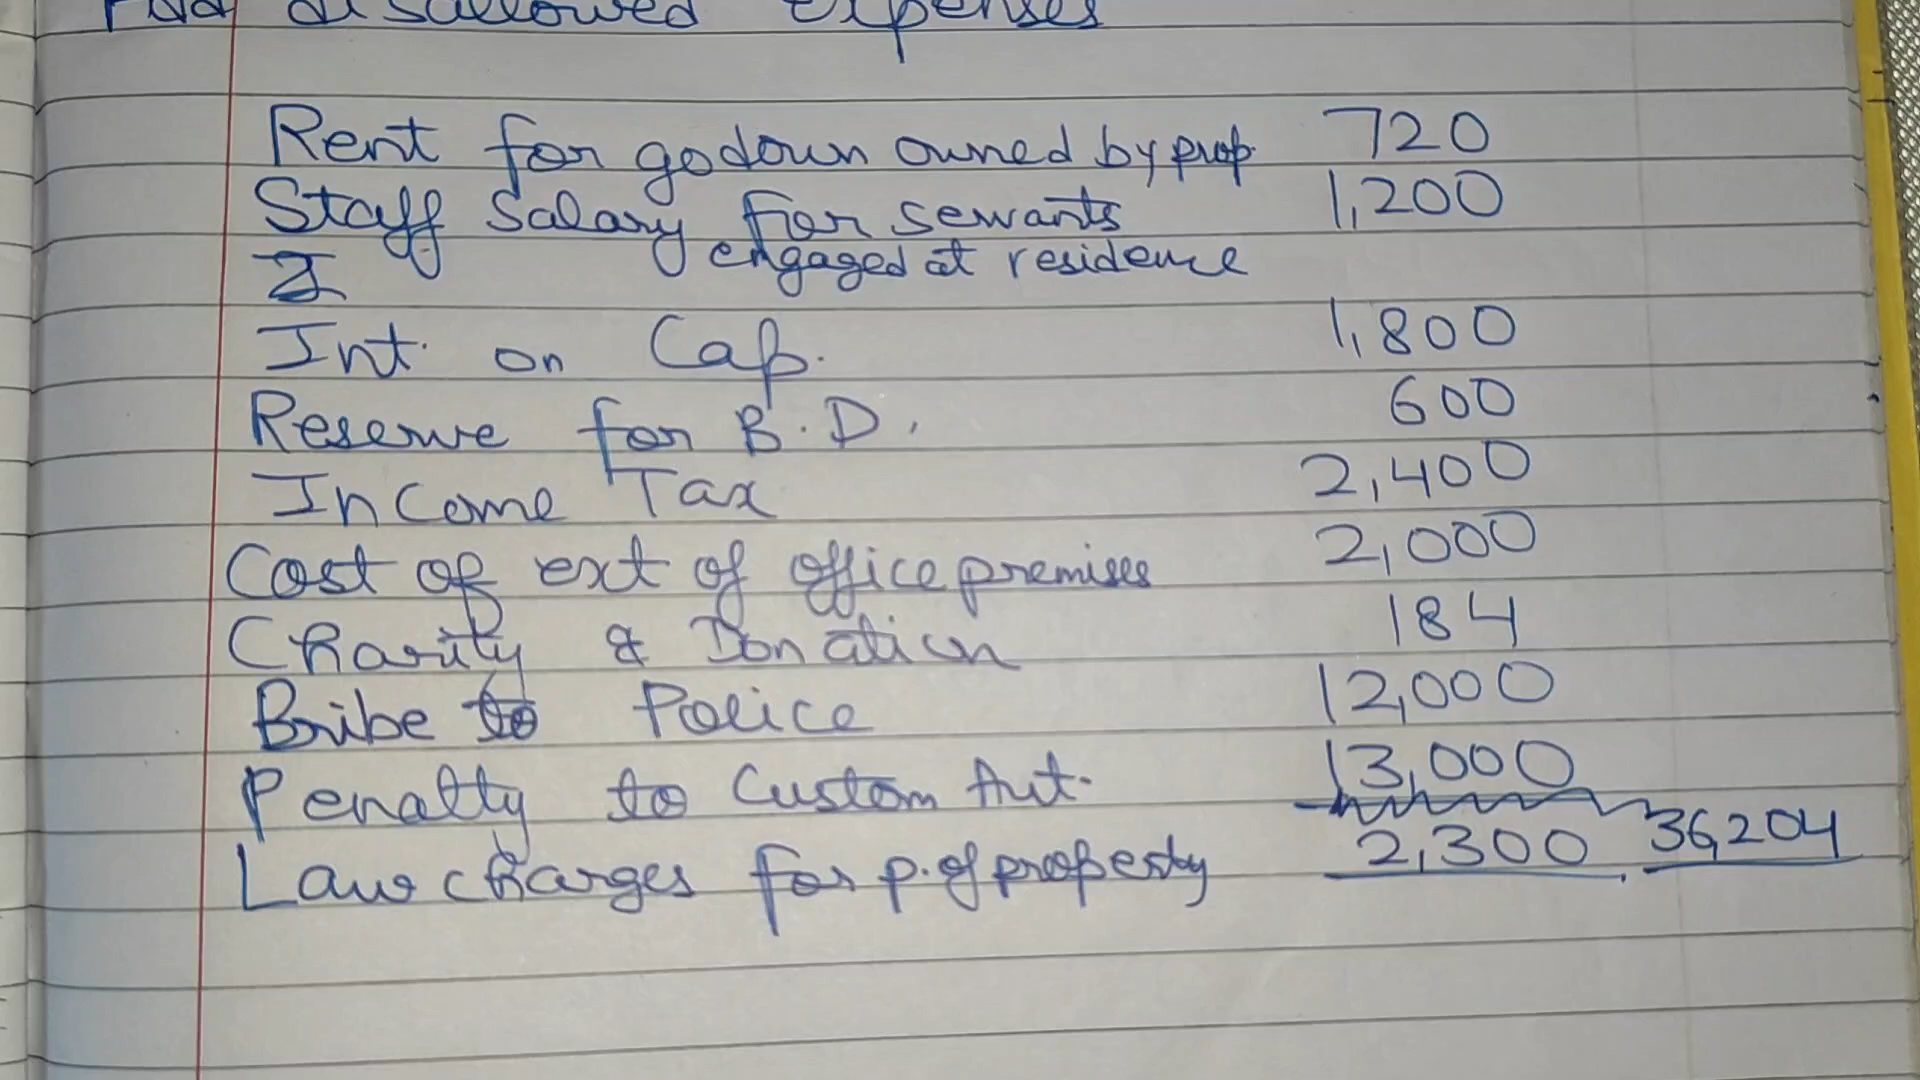 Add disallowed expenses
Rent for godown owned by prop. 720
Staff Salary for servants 1,200
engaged at residence
Int. on Cap. 1,800
Reserve for B.D. 600
Income Tax 2,400
Cost of ext of office premises 2,000
Charity & Donation 184
Bribe to Police 12,000
Penalty to Custom Aut. 13,000
Law charges for p. of property 2,300 36,204